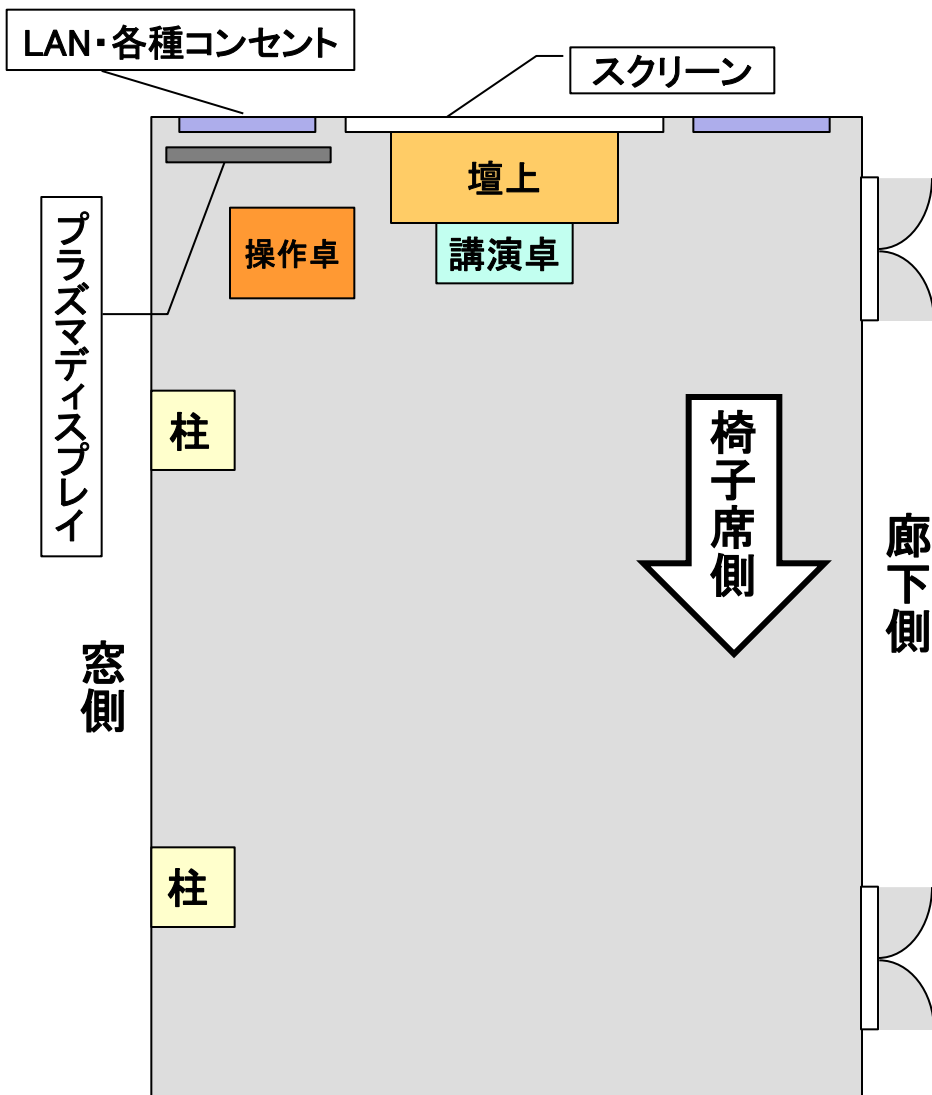 LAN・各種コンセント
スクリーン
壇上
プラズマディスプレイ
操作卓
講演卓
柱
椅子席側
廊下側
窓側
柱